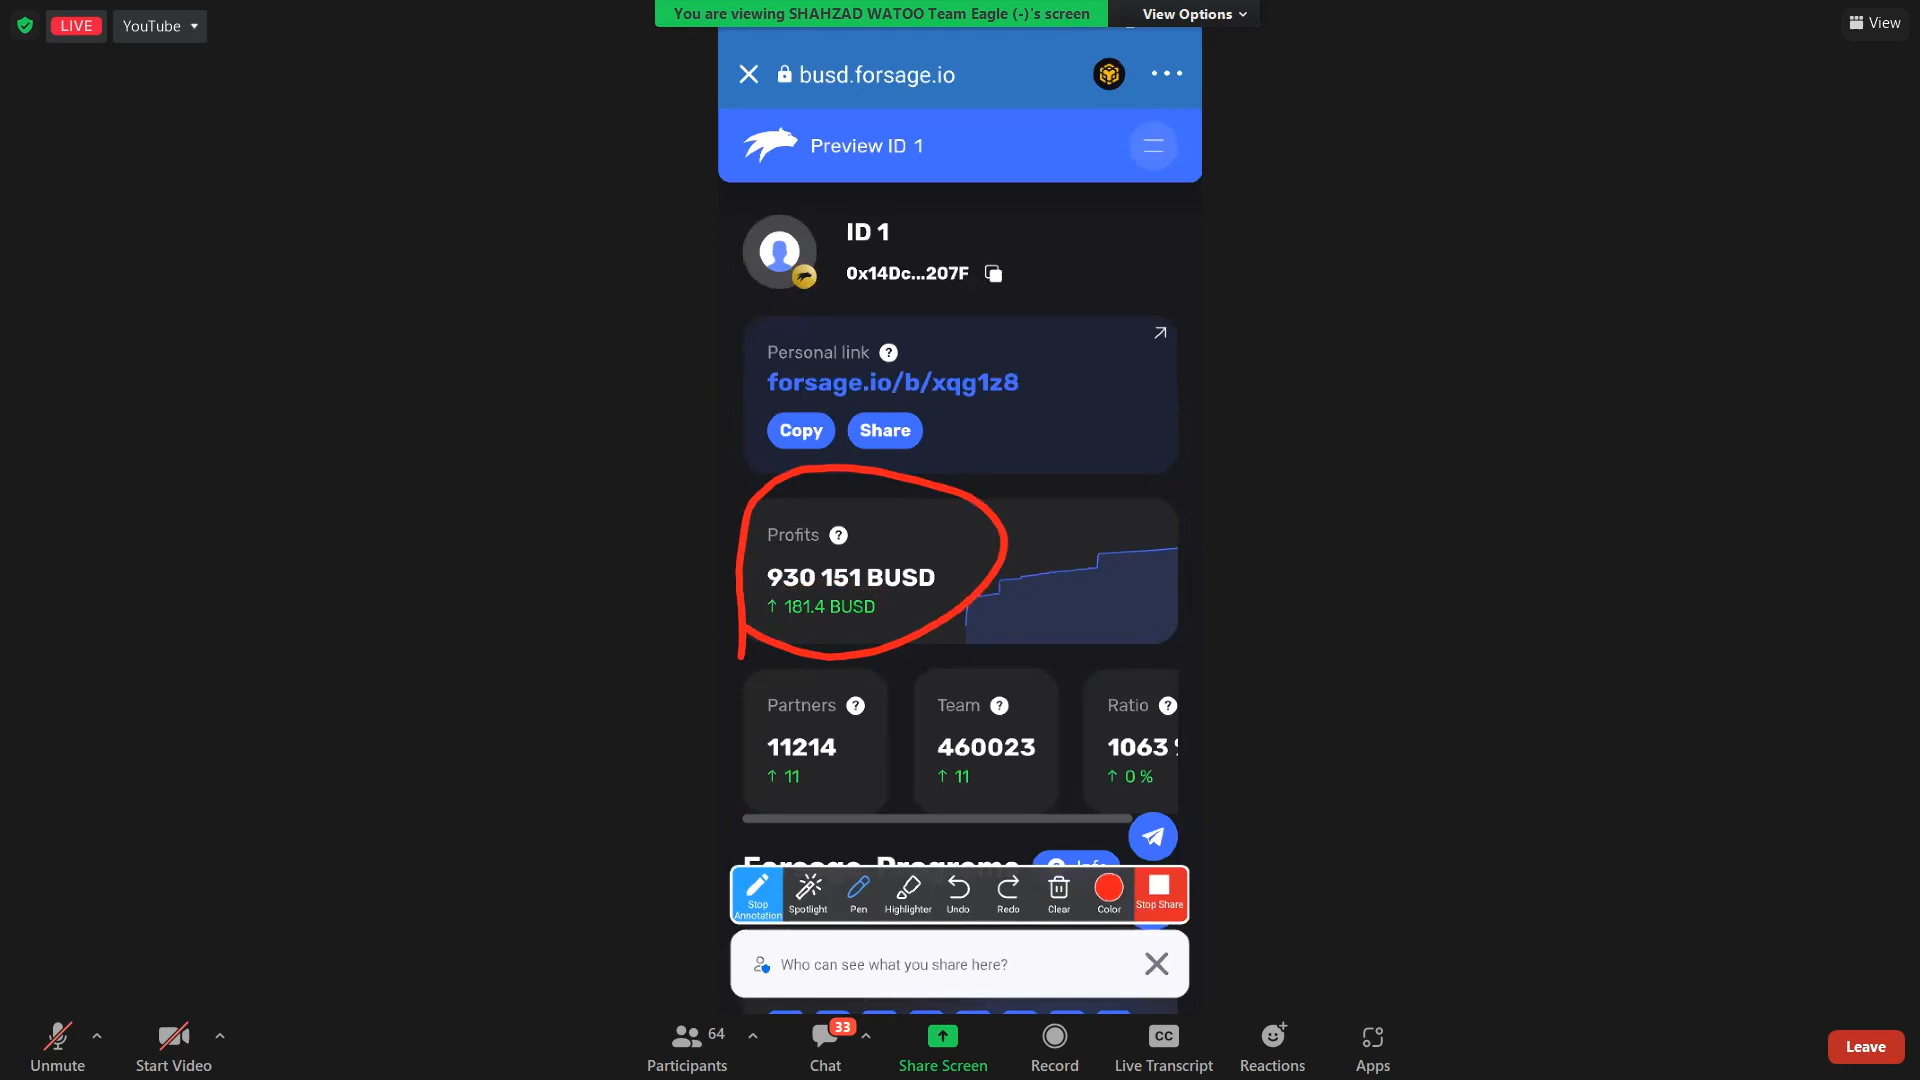 LIVE
YouTube
You are viewing SHAHZAD WATOO Team Eagle (-)'s screen
View Options
View
busd.forsage.io
Preview ID 1
ID 1
0x14Dc...207F
Personal link ?
forsage.io/b/xqg1z8
Copy
Share
Profits ?
930 151 BUSD
↑ 181.4 BUSD
Partners ?
11214
↑ 11
Team ?
460023
↑ 11
Ratio ?
1063
↑ 0 %
Forsage Programs
Info
Stop Annotation
Spotlight
Pen
Highlighter
Undo
Redo
Clear
Color
Stop Share
Who can see what you share here?
Unmute
Start Video
64
Participants
33
Chat
Share Screen
Record
CC
Live Transcript
Reactions
Apps
Leave